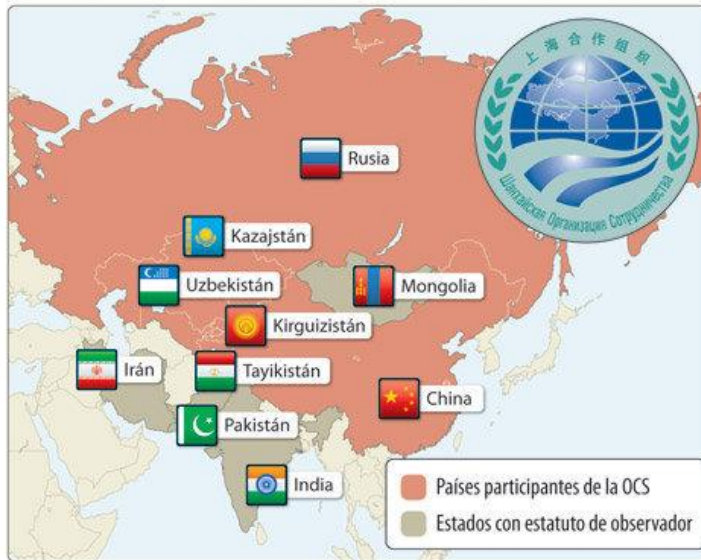 上海合作组织
Шанхайская Организация Сотрудничества
Rusia
Kazajstán
Uzbekistán
Mongolia
Kirguizistán
Irán
Tayikistán
China
Pakistán
India
Países participantes de la OCS
Estados con estatuto de observador